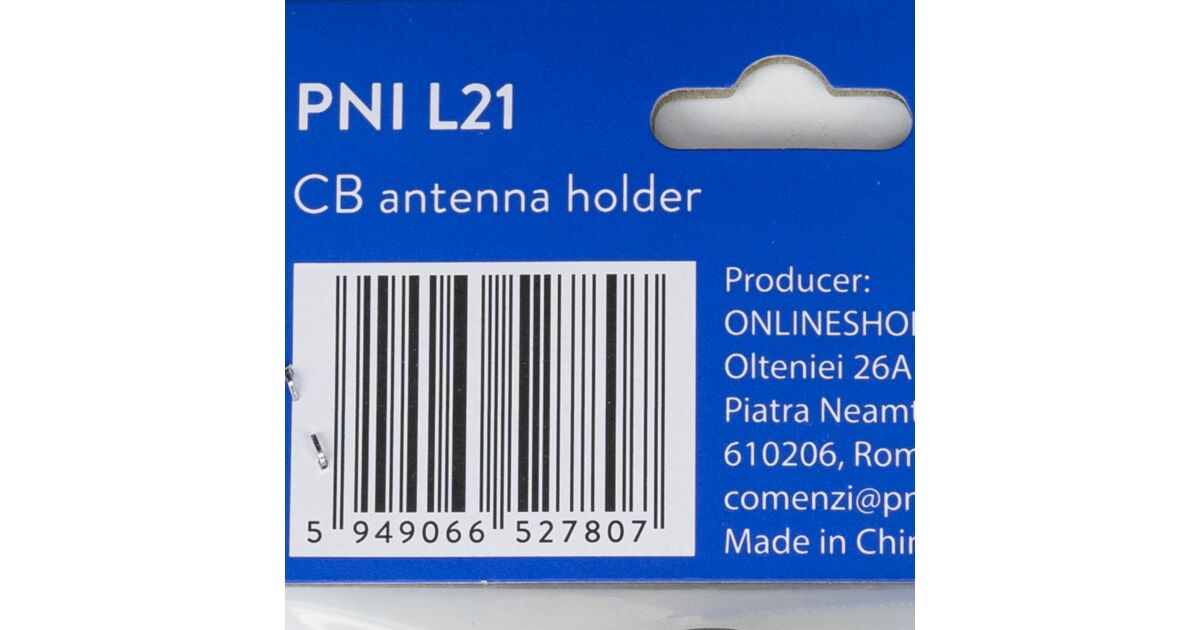 PNI L21
CB antenna holder
5 949066 527807
Producer:
ONLINESHO
Olteniei 26A
Piatra Neamt
610206, Rom
comenzi@pn
Made in Chin